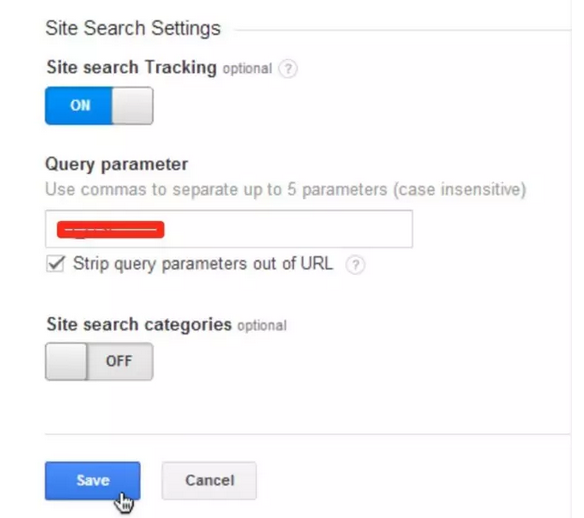 Site Search Settings
Site search Tracking optional ?
ON
Query parameter
Use commas to separate up to 5 parameters (case insensitive)
Strip query parameters out of URL ?
Site search categories optional
OFF
Save Cancel